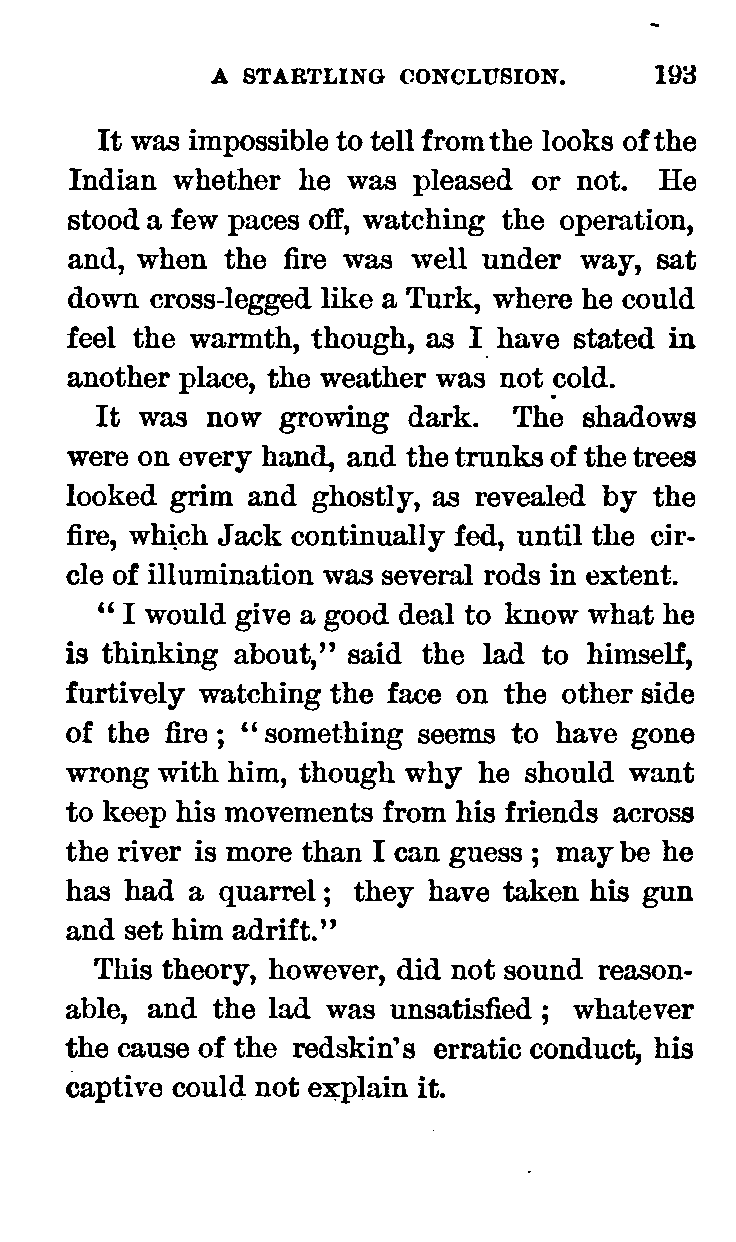 A STARTLING CONCLUSION. 193
It was impossible to tell from the looks of the
Indian whether he was pleased or not. He
stood a few paces off, watching the operation,
and, when the fire was well under way, sat
down cross-legged like a Turk, where he could
feel the warmth, though, as I have stated in
another place, the weather was not cold.
It was now growing dark. The shadows
were on every hand, and the trunks of the trees
looked grim and ghostly, as revealed by the
fire, which Jack continually fed, until the cir-
cle of illumination was several rods in extent.
“ I would give a good deal to know what he
is thinking about,” said the lad to himself,
furtively watching the face on the other side
of the fire ; “ something seems to have gone
wrong with him, though why he should want
to keep his movements from his friends across
the river is more than I can guess ; may be he
has had a quarrel ; they have taken his gun
and set him adrift.”
This theory, however, did not sound reason-
able, and the lad was unsatisfied ; whatever
the cause of the redskin’s erratic conduct, his
captive could not explain it.